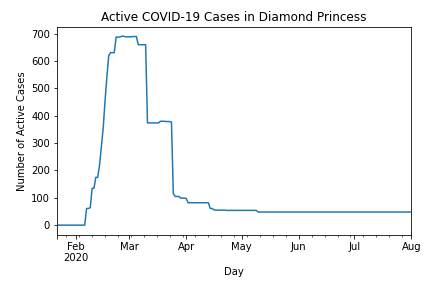 Active COVID-19 Cases in Diamond Princess
Number of Active Cases
700
600
500
400
300
200
100
0
Feb Mar Apr May Jun Jul Aug
2020
Day